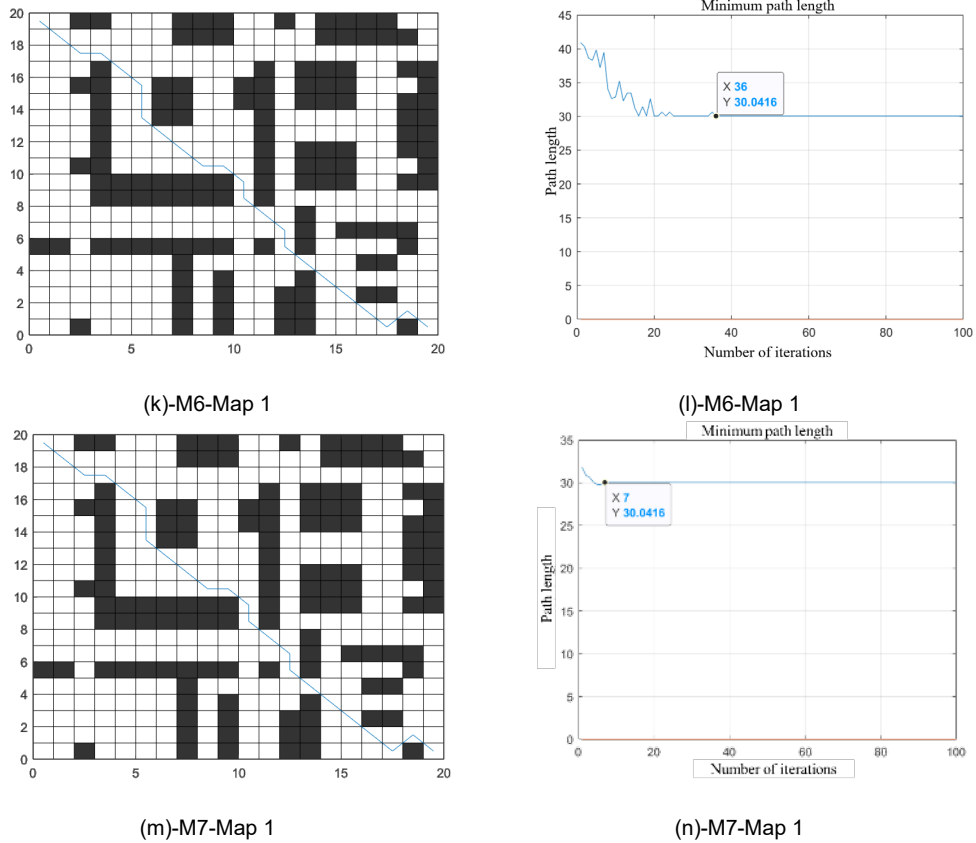 20
18
16
14
12
10
8
6
4
2
0
0 5 10 15 20
(k)-M6-Map 1
Minimum path length
45
40
35
30
25
20
15
10
5
0
Path length
X 36
Y 30.0416
0 20 40 60 80 100
Number of iterations
(l)-M6-Map 1
20
18
16
14
12
10
8
6
4
2
0
0 5 10 15 20
(m)-M7-Map 1
Minimum path length
35
30
25
20
15
10
5
0
Path length
X 7
Y 30.0416
0 20 40 60 80 100
Number of iterations
(n)-M7-Map 1